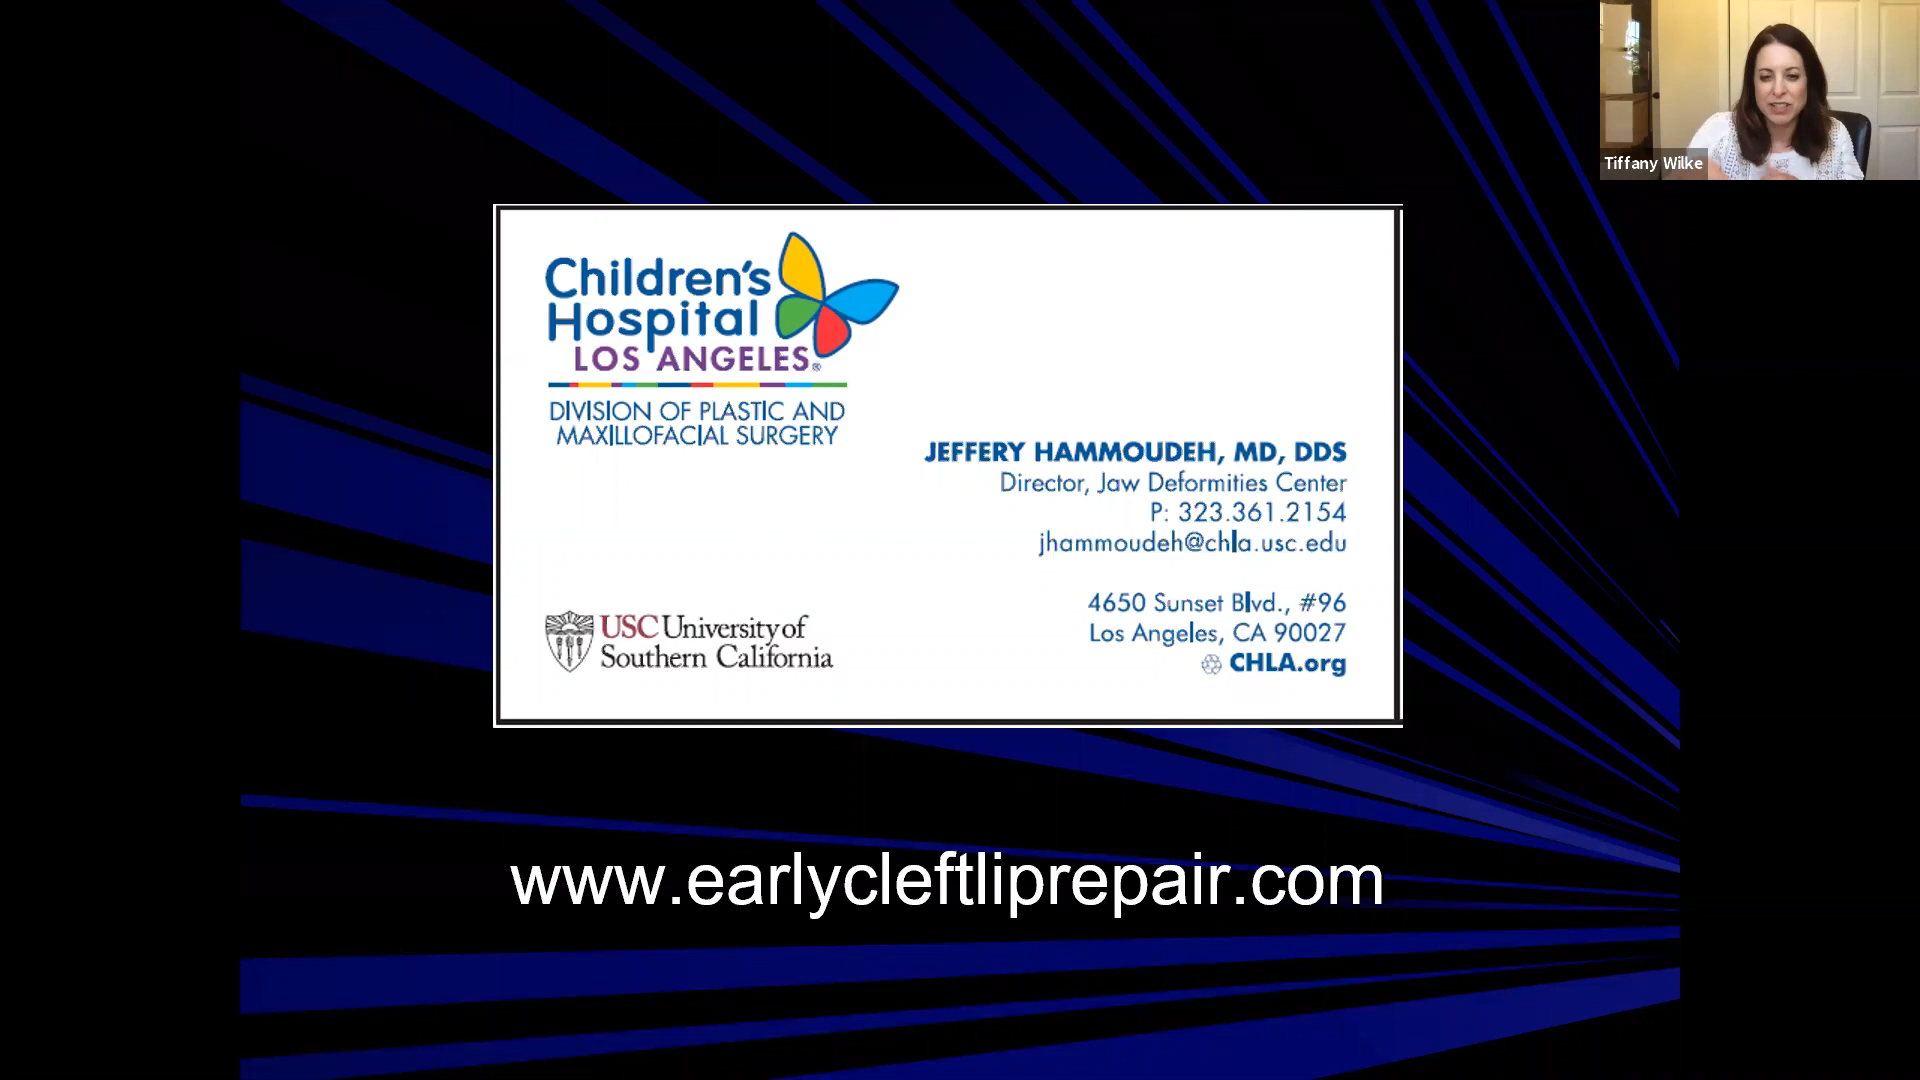 Children's
Hospital
LOS ANGELES®
DIVISION OF PLASTIC AND
MAXILLOFACIAL SURGERY
JEFFERY HAMMOUDEH, MD, DDS
Director, Jaw Deformities Center
P: 323.361.2154
jhammoudeh@chla.usc.edu
4650 Sunset Blvd., #96
Los Angeles, CA 90027
CHLA.org
USC University of
Southern California
www.earlycleftliprepair.com
Tiffany Wilke